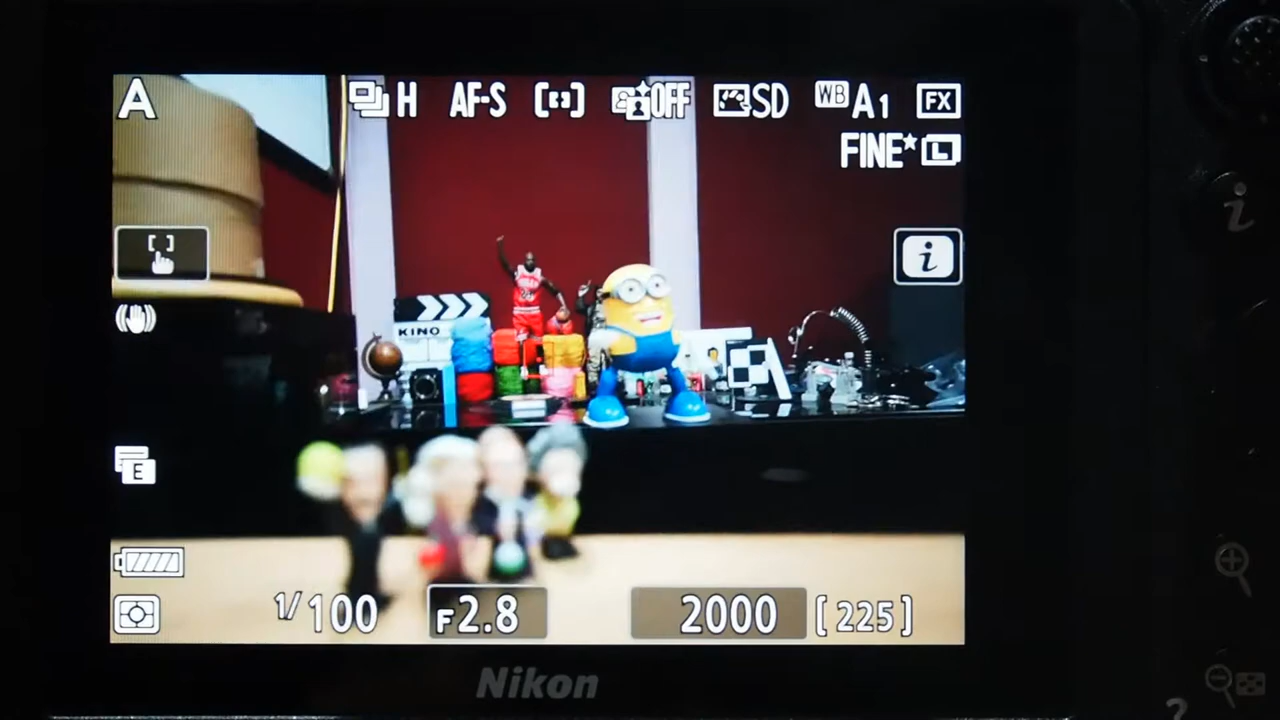 A H AF-S OFF SD WB A1 FX
FINE★ L
i
KINO
E
1/100 F2.8 2000 [225]
Nikon
i
?